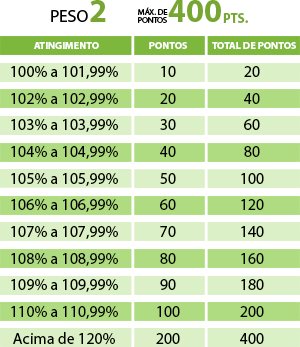 PESO 2 MÁX. DE PONTOS 400 PTS.
ATINGIMENTO PONTOS TOTAL DE PONTOS
100% a 101,99% 10 20
102% a 102,99% 20 40
103% a 103,99% 30 60
104% a 104,99% 40 80
105% a 105,99% 50 100
106% a 106,99% 60 120
107% a 107,99% 70 140
108% a 108,99% 80 160
109% a 109,99% 90 180
110% a 110,99% 100 200
Acima de 120% 200 400